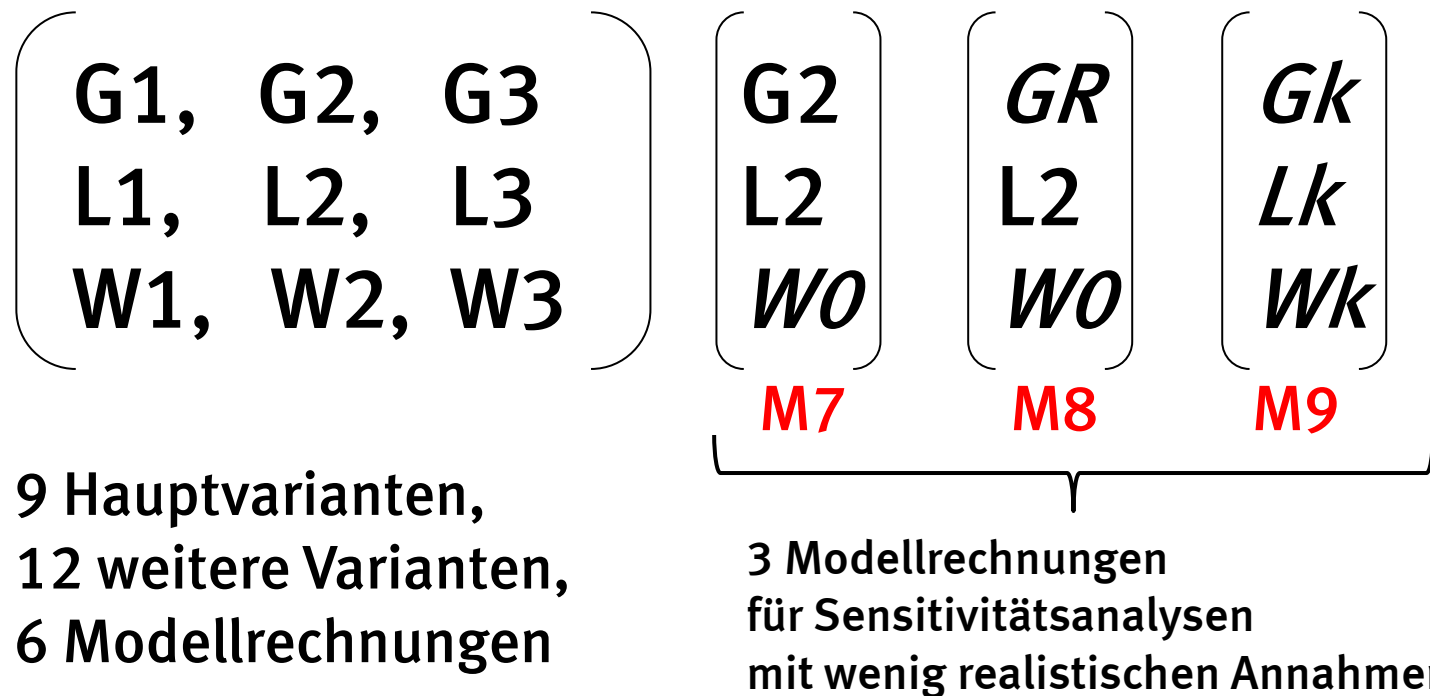 G1, G2, G3
L1, L2, L3
W1, W2, W3
G2
L2
W0
M7
GR
L2
W0
M8
Gk
Lk
Wk
M9
9 Hauptvarianten,
12 weitere Varianten,
6 Modellrechnungen
3 Modellrechnungen
für Sensitivitätsanalysen
mit wenig realistischen Annahmen